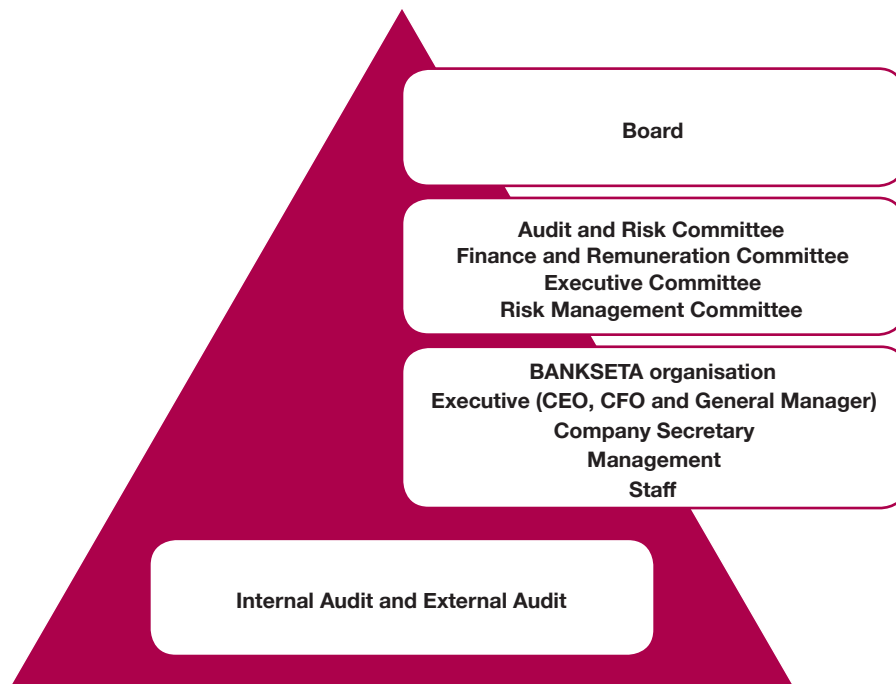 Board
Audit and Risk Committee
Finance and Remuneration Committee
Executive Committee
Risk Management Committee
BANKSETA organisation
Executive (CEO, CFO and General Manager)
Company Secretary
Management
Staff
Internal Audit and External Audit